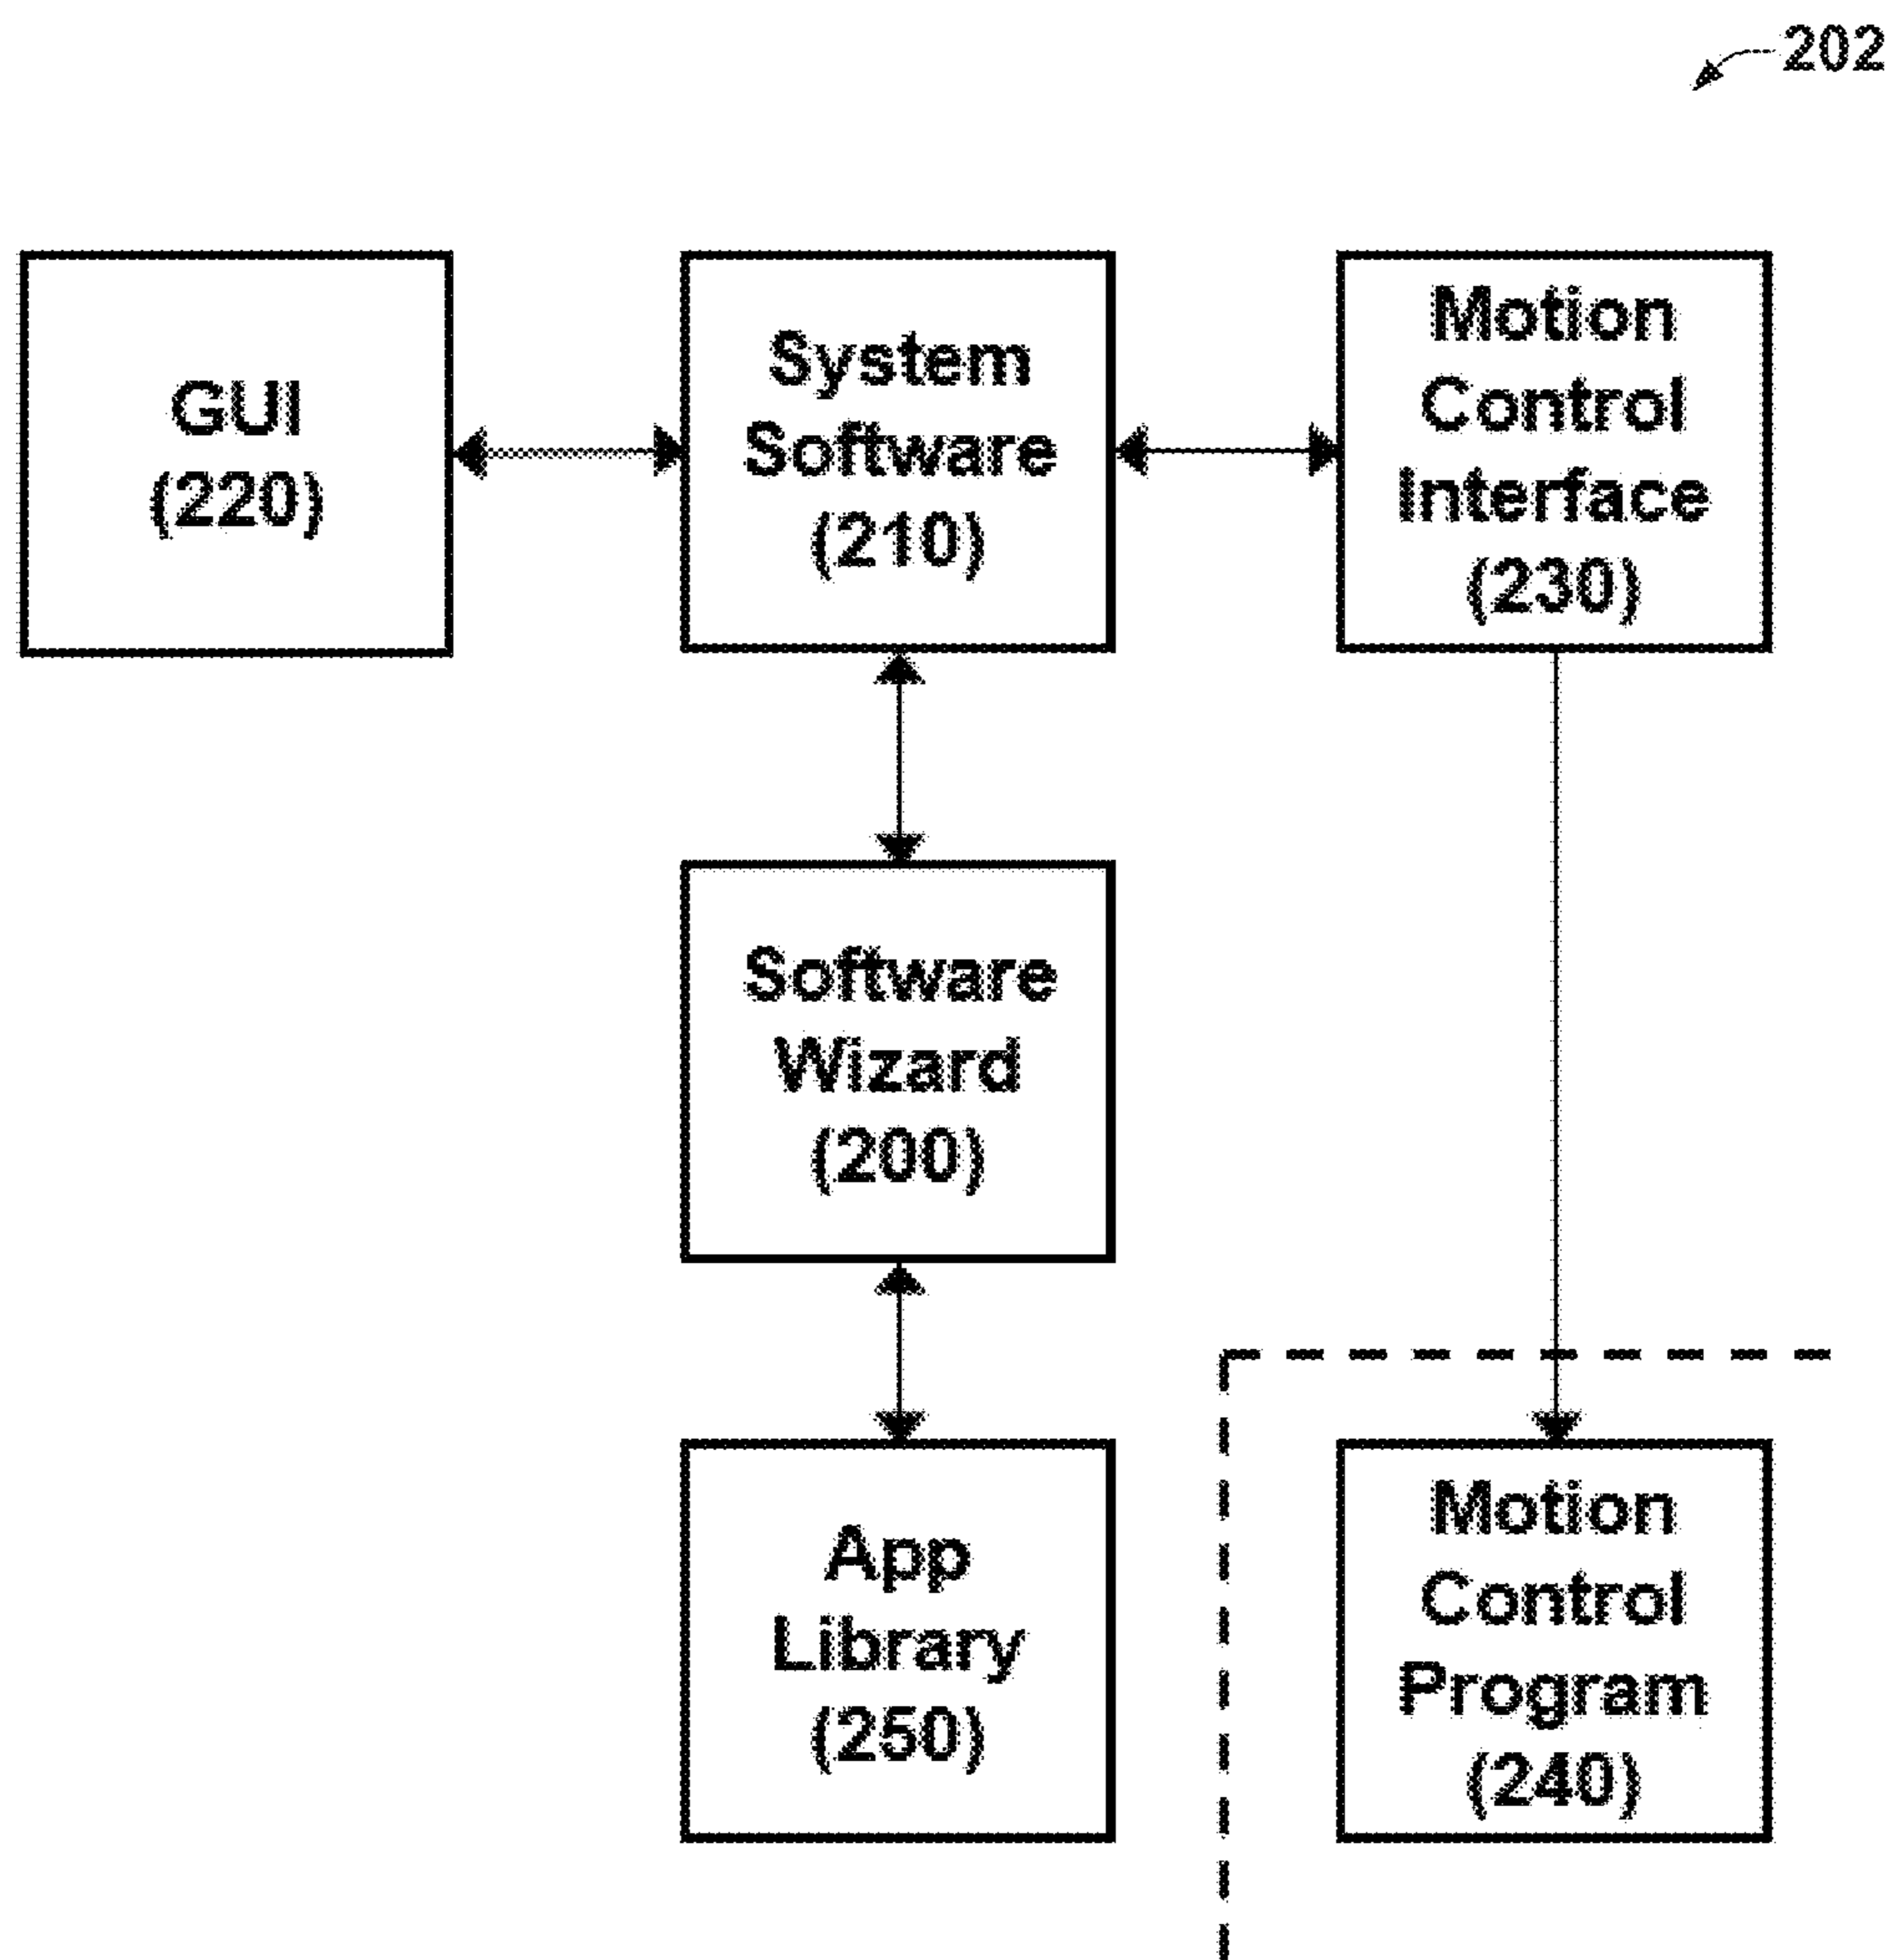 202
GUI
(220)
System
Software
(210)
Motion
Control
Interface
(230)
Software
Wizard
(200)
App
Library
(250)
Motion
Control
Program
(240)